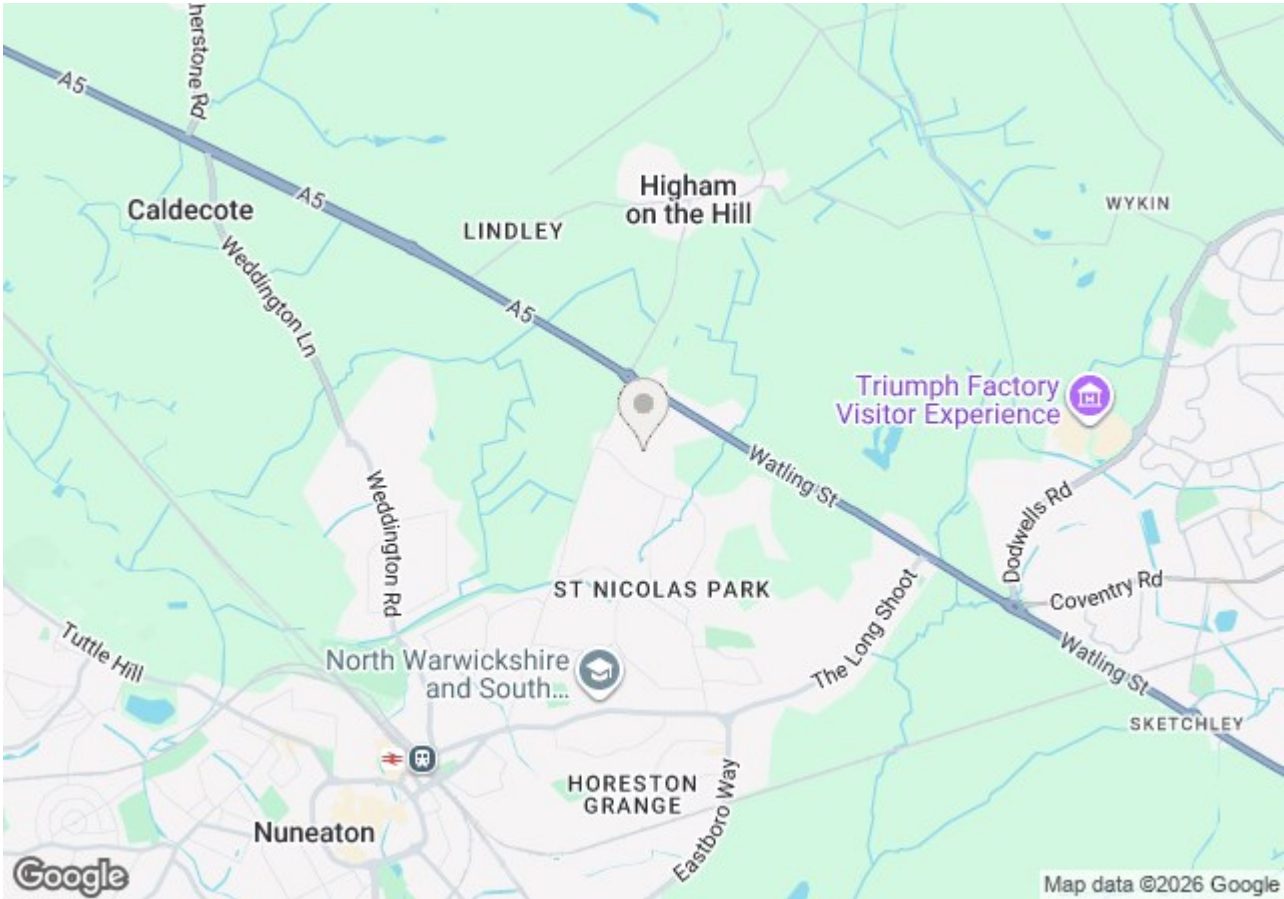 therstone Rd
A5
Caldecote
A5
LINDLEY
Higham
on the Hill
WYKIN
Weddington Ln
A5
Triumph Factory
Visitor Experience
Watling St
Weddington Rd
Dodwells Rd
Coventry Rd
ST NICOLAS PARK
The Long Shoot
Tuttle Hill
North Warwickshire
and South...
Watling St
SKETCHLEY
HORESTON
GRANGE
Eastboro Way
Nuneaton
Google
Map data ©2026 Google